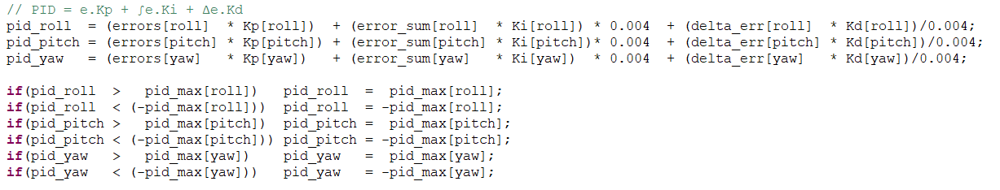 // PID = e.Kp + ∫e.Ki + Δe.Kd
pid_roll  = (errors[roll]  * Kp[roll])  + (error_sum[roll]  * Ki[roll]) * 0.004  + (delta_err[roll]  * Kd[roll])/0.004;
pid_pitch = (errors[pitch] * Kp[pitch]) + (error_sum[pitch] * Ki[pitch])* 0.004  + (delta_err[pitch] * Kd[pitch])/0.004;
pid_yaw   = (errors[yaw]   * Kp[yaw])   + (error_sum[yaw]   * Ki[yaw])  * 0.004  + (delta_err[yaw]   * Kd[yaw])/0.004;
if(pid_roll  >   pid_max[roll])   pid_roll  =  pid_max[roll];
if(pid_roll  < (-pid_max[roll]))  pid_roll  = -pid_max[roll];
if(pid_pitch >   pid_max[pitch])  pid_pitch =  pid_max[pitch];
if(pid_pitch < (-pid_max[pitch])) pid_pitch = -pid_max[pitch];
if(pid_yaw   >   pid_max[yaw])    pid_yaw   =  pid_max[yaw];
if(pid_yaw   < (-pid_max[yaw]))   pid_yaw   = -pid_max[yaw];